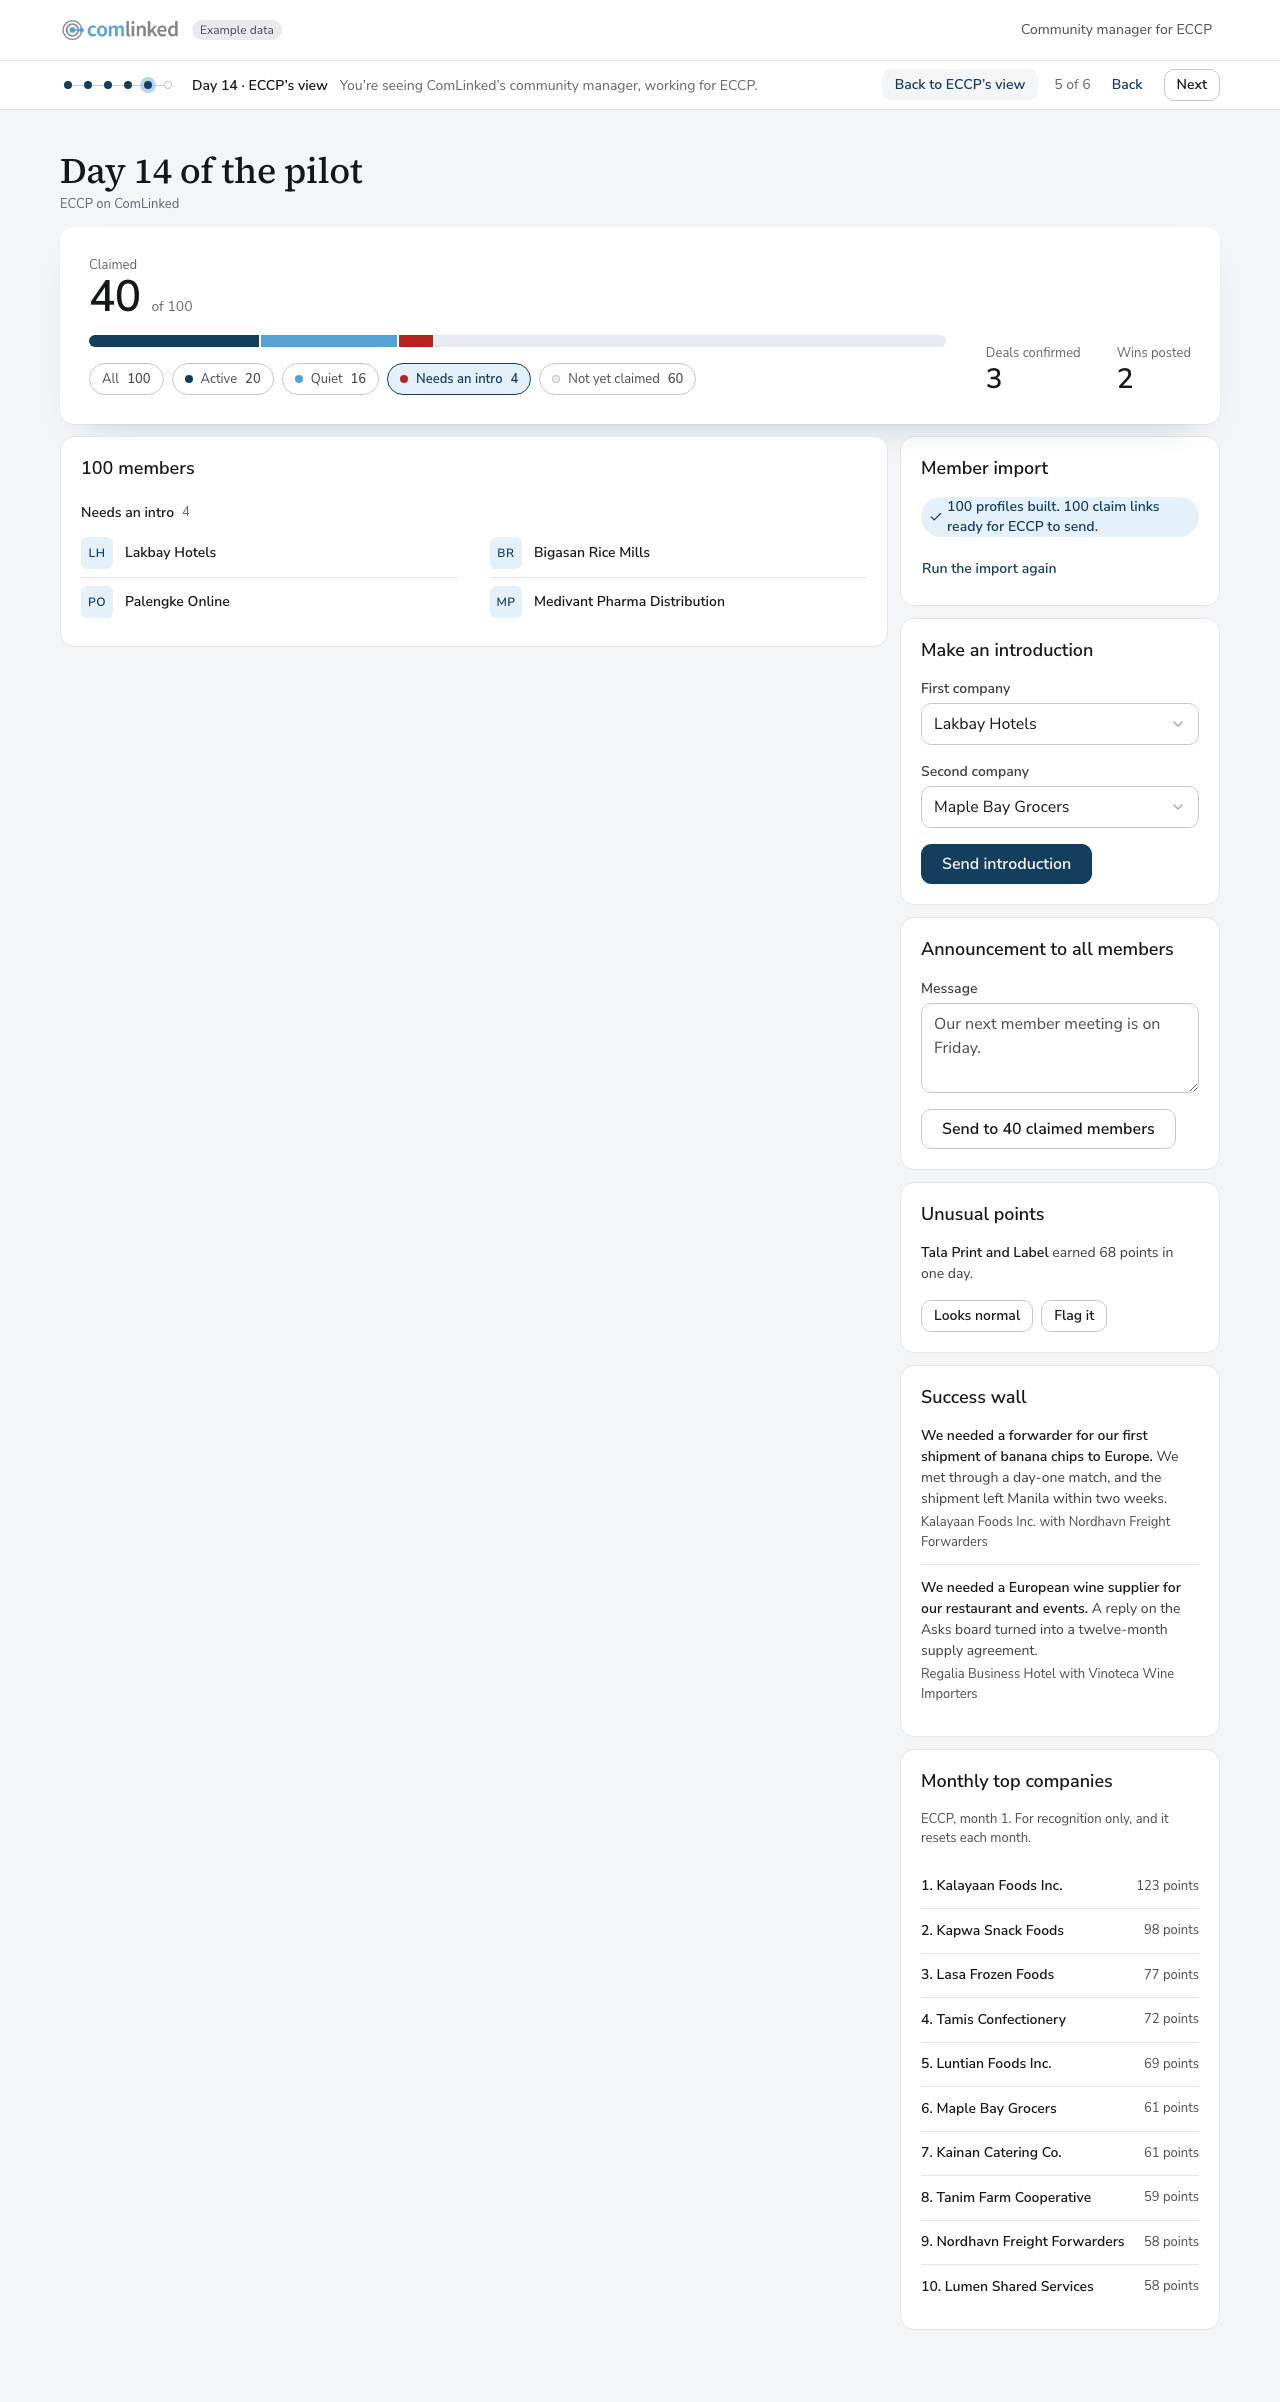 comlinked
Example data
Community manager for ECCP
Day 14 · ECCP’s view
You’re seeing ComLinked’s community manager, working for ECCP.
Back to ECCP’s view
5 of 6
Back
Next
Day 14 of the pilot
ECCP on ComLinked
Claimed
40 of 100
All 100
Active 20
Quiet 16
Needs an intro 4
Not yet claimed 60
Deals confirmed
3
Wins posted
2
100 members
Needs an intro 4
LH Lakbay Hotels
BR Bigasan Rice Mills
PO Palengke Online
MP Medivant Pharma Distribution
Member import
100 profiles built. 100 claim links
ready for ECCP to send.
Run the import again
Make an introduction
First company
Lakbay Hotels
Second company
Maple Bay Grocers
Send introduction
Announcement to all members
Message
Our next member meeting is on
Friday.
Send to 40 claimed members
Unusual points
Tala Print and Label earned 68 points in
one day.
Looks normal
Flag it
Success wall
We needed a forwarder for our first
shipment of banana chips to Europe. We
met through a day-one match, and the
shipment left Manila within two weeks.
Kalayaan Foods Inc. with Nordhavn Freight
Forwarders
We needed a European wine supplier for
our restaurant and events. A reply on the
Asks board turned into a twelve-month
supply agreement.
Regalia Business Hotel with Vinoteca Wine
Importers
Monthly top companies
ECCP, month 1. For recognition only, and it
resets each month.
1. Kalayaan Foods Inc. 123 points
2. Kapwa Snack Foods 98 points
3. Lasa Frozen Foods 77 points
4. Tamis Confectionery 72 points
5. Luntian Foods Inc. 69 points
6. Maple Bay Grocers 61 points
7. Kainan Catering Co. 61 points
8. Tanim Farm Cooperative 59 points
9. Nordhavn Freight Forwarders 58 points
10. Lumen Shared Services 58 points